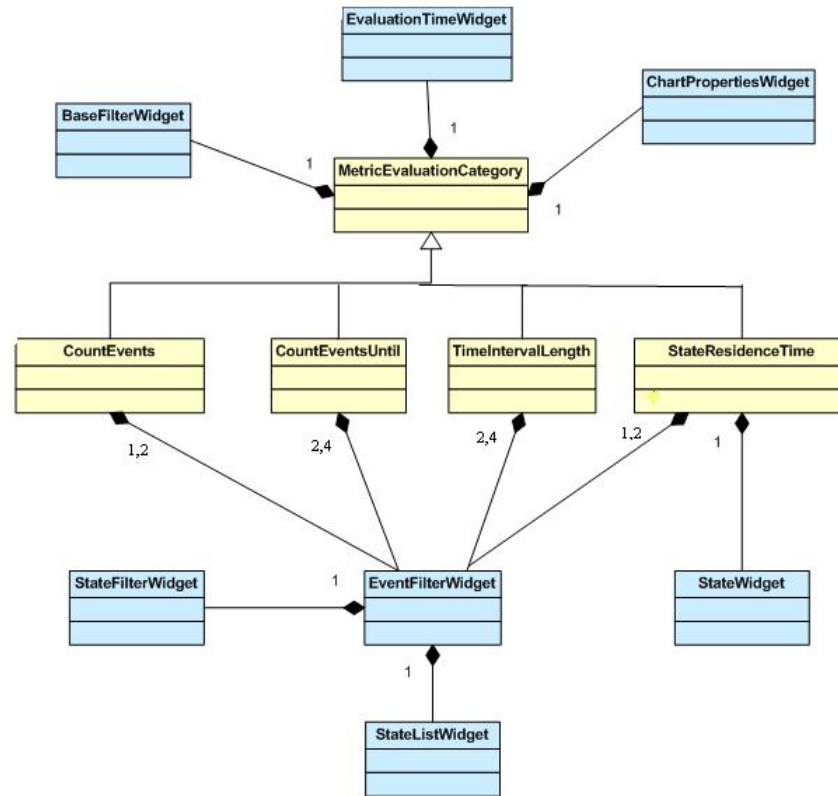 EvaluationTimeWidget
ChartPropertiesWidget
BaseFilterWidget
1
1
MetricEvaluationCategory
1
CountEvents
CountEventsUntil
TimeIntervalLength
StateResidenceTime
1,2
2,4
2,4
1,2
1
StateFilterWidget
1
EventFilterWidget
StateWidget
1
StateListWidget